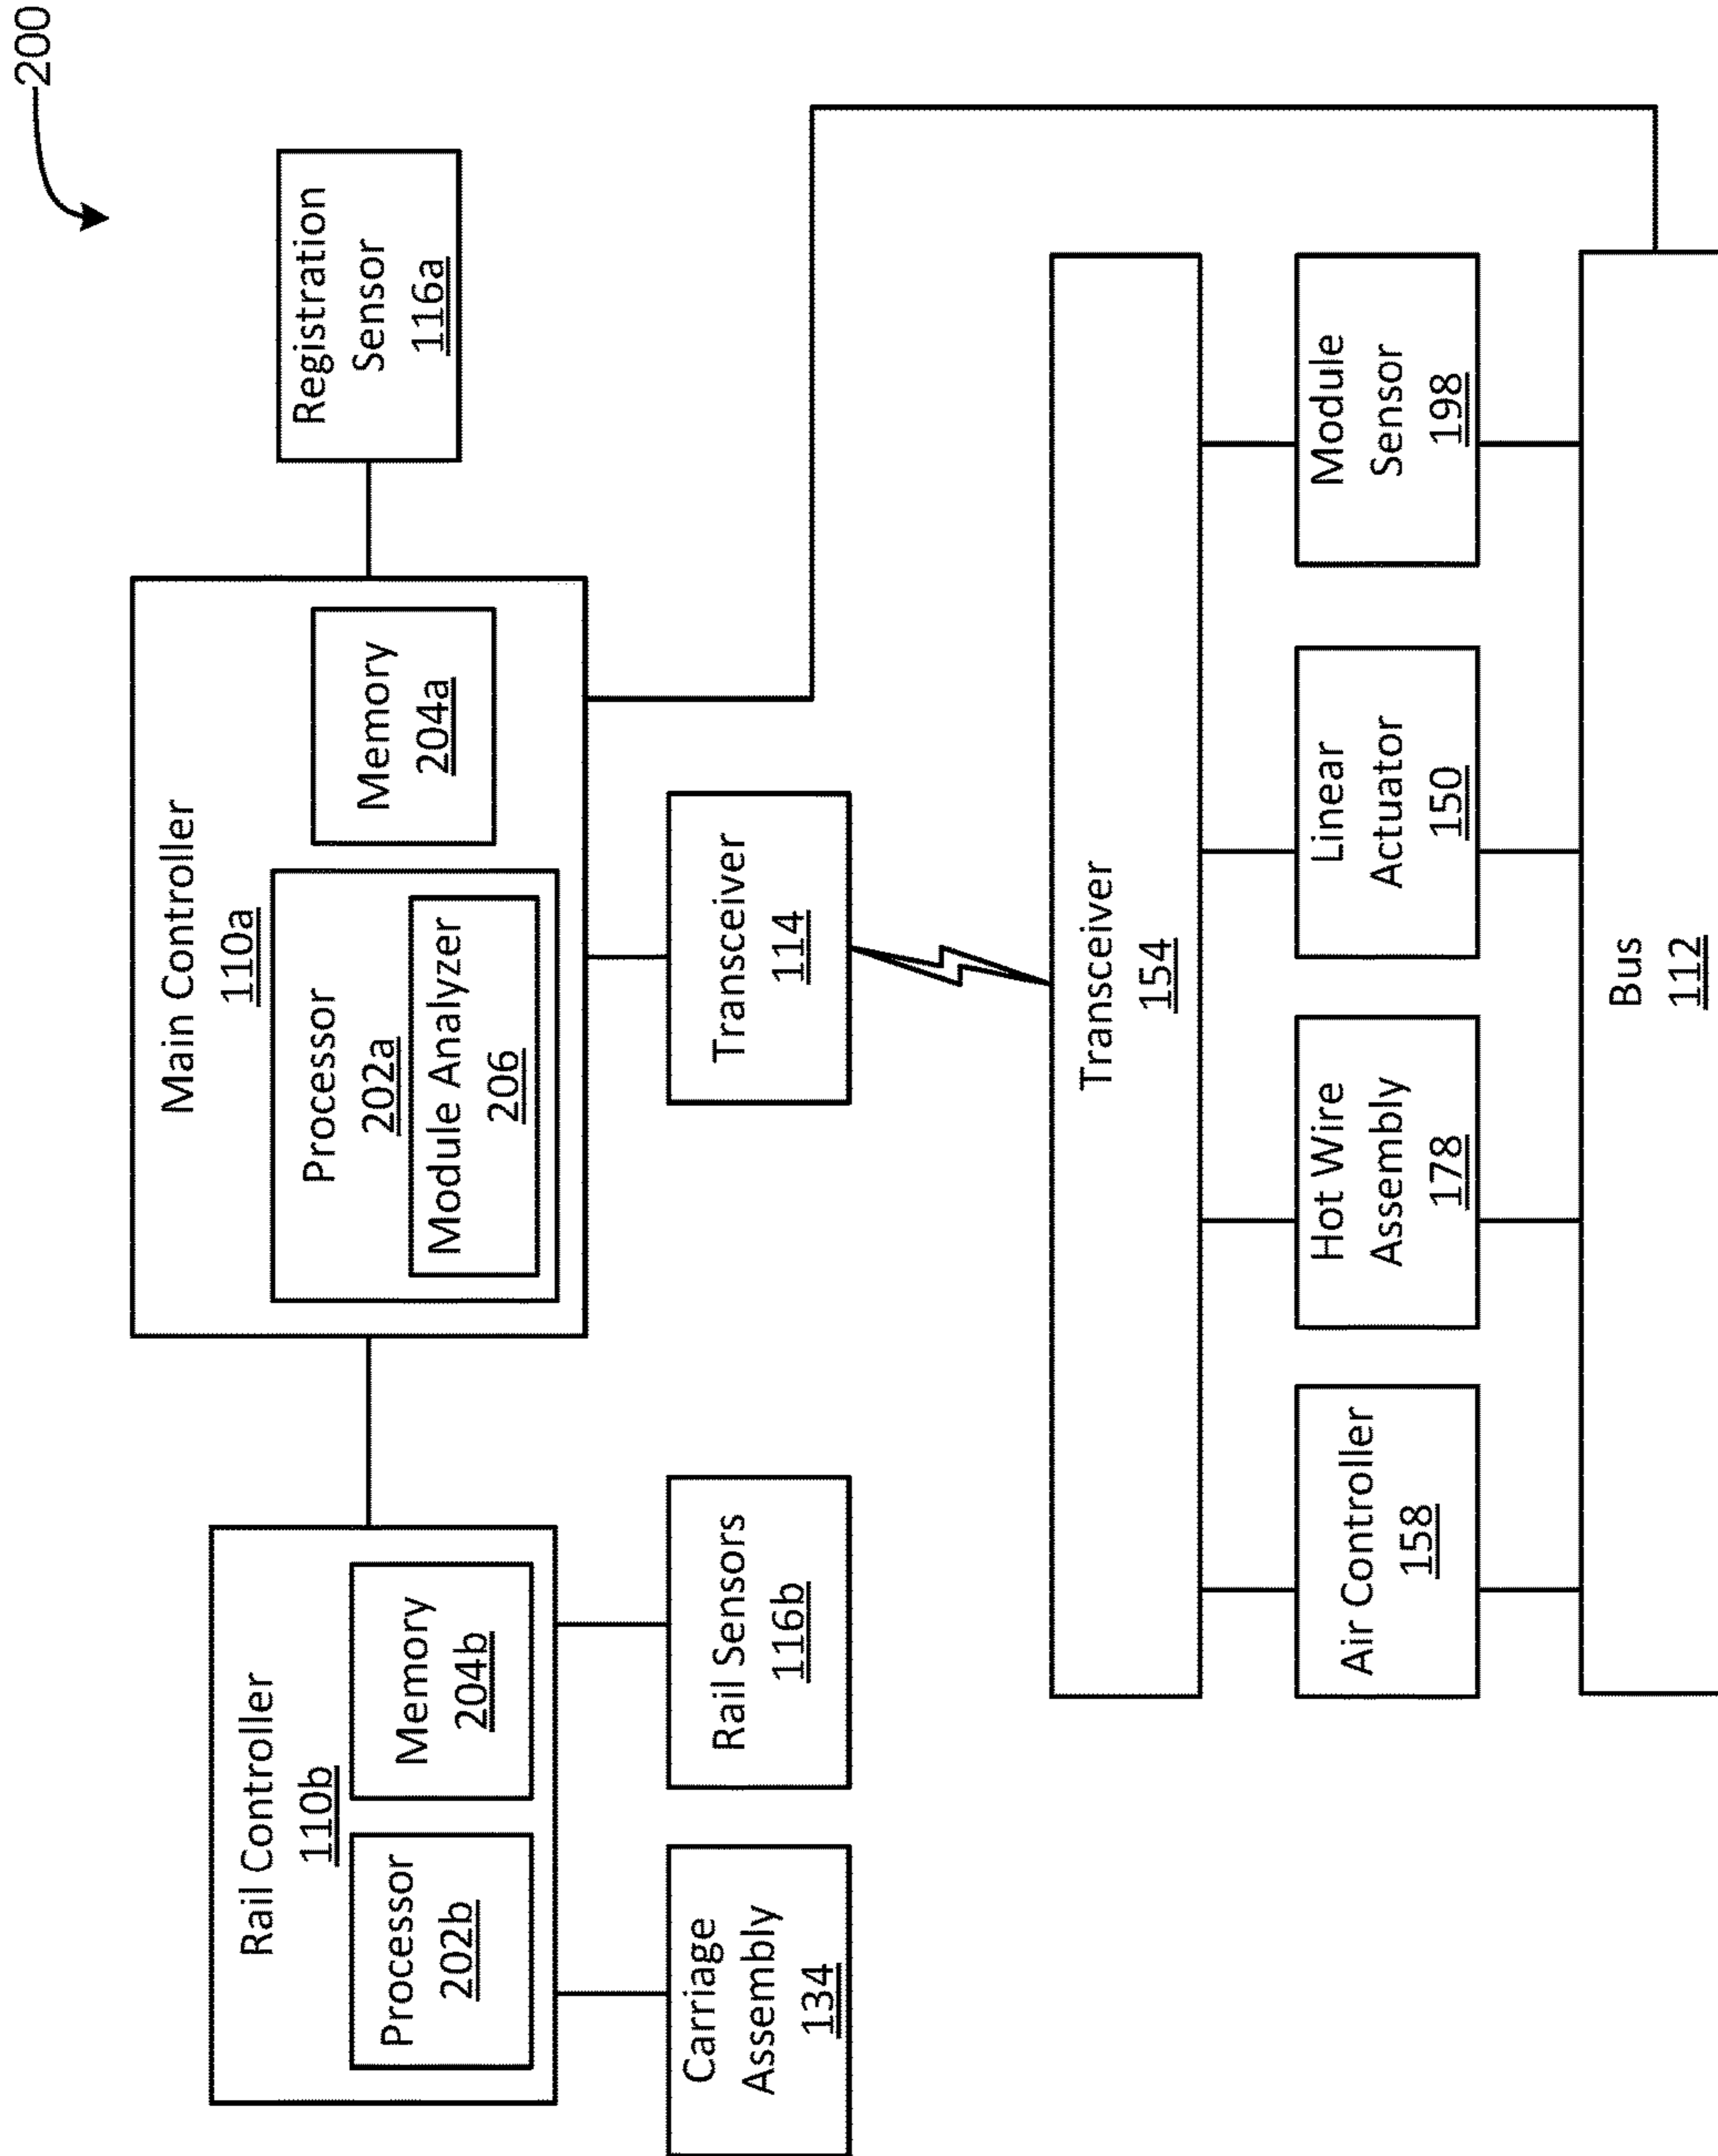 200
Main Controller
110a
Registration
Sensor
116a
Processor
202a
Module Analyzer
206
Memory
204a
Rail Controller
110b
Processor
202b
Memory
204b
Carriage
Assembly
134
Rail Sensors
116b
Transceiver
114
Transceiver
154
Air Controller
158
Hot Wire
Assembly
178
Linear
Actuator
150
Module
Sensor
198
Bus
112